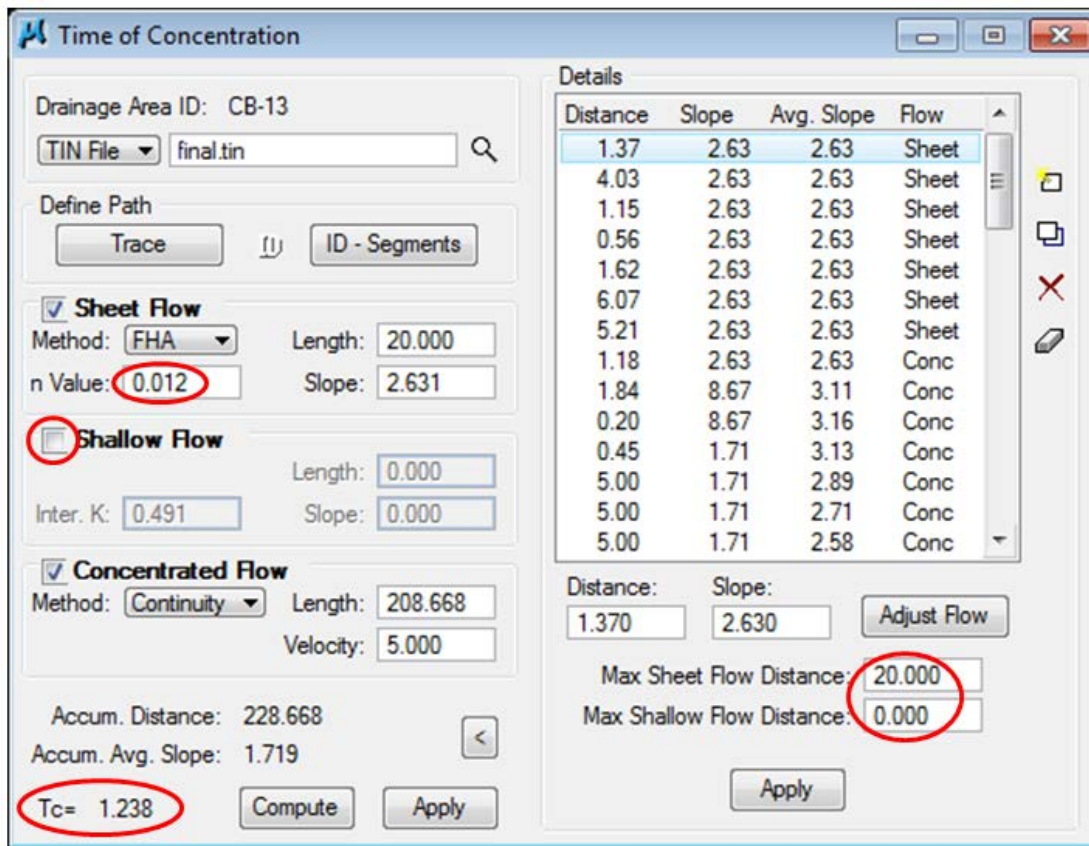 Time of Concentration
Drainage Area ID: CB-13
TIN File final.tin
Define Path
Trace ID - Segments
Sheet Flow
Method: FHA Length: 20.000
n Value: 0.012 Slope: 2.631
Shallow Flow
Length: 0.000
Inter. K: 0.491 Slope: 0.000
Concentrated Flow
Method: Continuity Length: 208.668
Velocity: 5.000
Accum. Distance: 228.668
Accum. Avg. Slope: 1.719
<
Tc= 1.238 Compute Apply
Details
Distance Slope Avg. Slope Flow
1.37 2.63 2.63 Sheet
4.03 2.63 2.63 Sheet
1.15 2.63 2.63 Sheet
0.56 2.63 2.63 Sheet
1.62 2.63 2.63 Sheet
6.07 2.63 2.63 Sheet
5.21 2.63 2.63 Sheet
1.18 2.63 2.63 Conc
1.84 8.67 3.11 Conc
0.20 8.67 3.16 Conc
0.45 1.71 3.13 Conc
5.00 1.71 2.89 Conc
5.00 1.71 2.71 Conc
5.00 1.71 2.58 Conc
Distance: Slope:
1.370 2.630 Adjust Flow
Max Sheet Flow Distance: 20.000
Max Shallow Flow Distance: 0.000
Apply